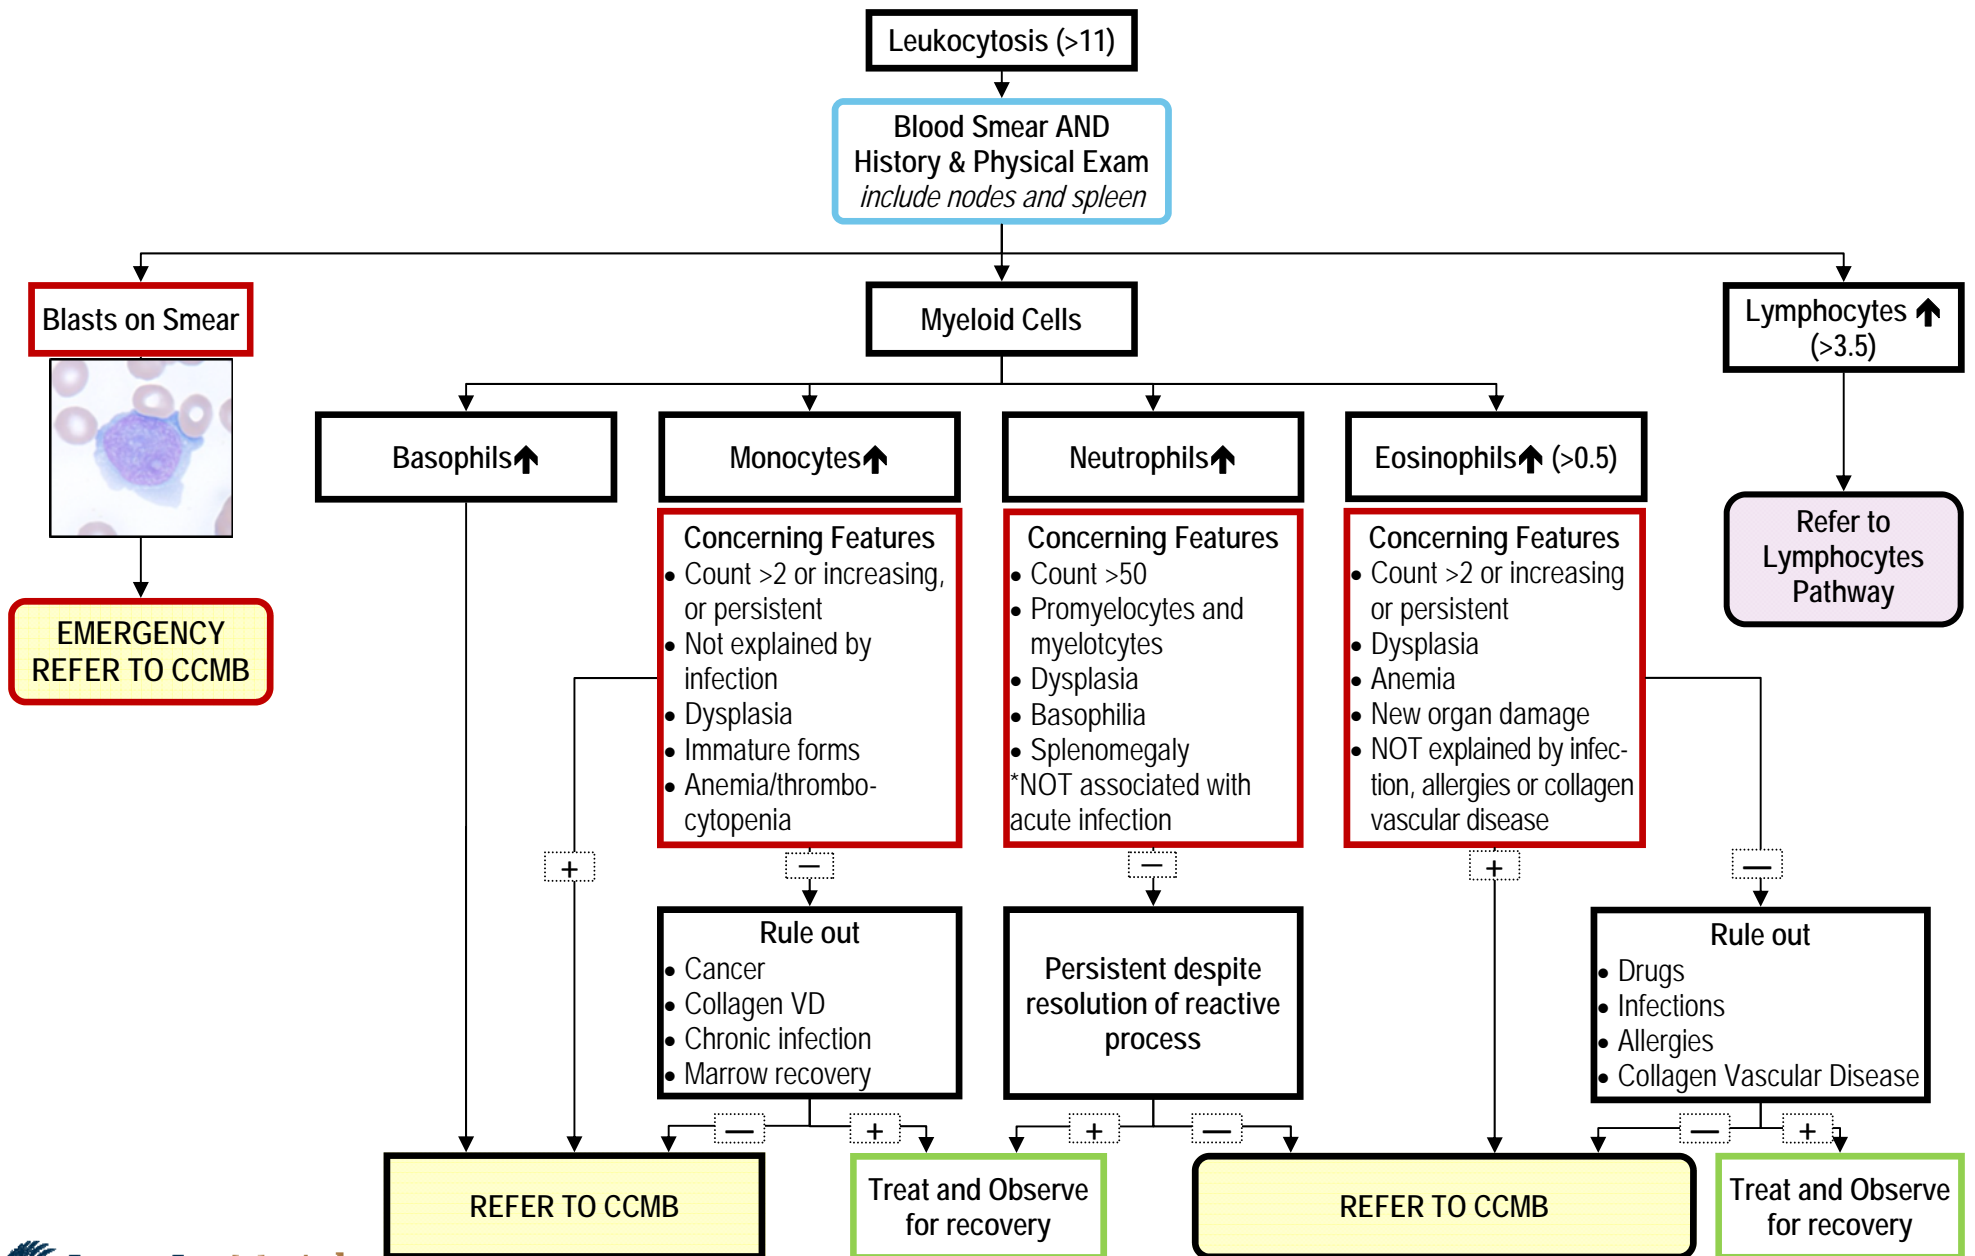 Leukocytosis (>11)
Blood Smear AND
History & Physical Exam
include nodes and spleen
Blasts on Smear
Myeloid Cells
Lymphocytes 🡹
(>3.5)
Basophils🡹
Monocytes🡹
Neutrophils🡹
Eosinophils🡹 (>0.5)
EMERGENCY
REFER TO CCMB
Concerning Features
• Count >2 or increasing,
or persistent
• Not explained by
infection
• Dysplasia
• Immature forms
• Anemia/thrombo-
cytopenia
Concerning Features
• Count >50
• Promyelocytes and
myelotcytes
• Dysplasia
• Basophilia
• Splenomegaly
*NOT associated with
acute infection
Concerning Features
• Count >2 or increasing
or persistent
• Dysplasia
• Anemia
• New organ damage
• NOT explained by infec-
tion, allergies or collagen
vascular disease
Refer to
Lymphocytes
Pathway
+
—
—
+
—
Rule out
• Cancer
• Collagen VD
• Chronic infection
• Marrow recovery
Persistent despite
resolution of reactive
process
Rule out
• Drugs
• Infections
• Allergies
• Collagen Vascular Disease
—
+
+
—
—
+
REFER TO CCMB
Treat and Observe
for recovery
REFER TO CCMB
Treat and Observe
for recovery